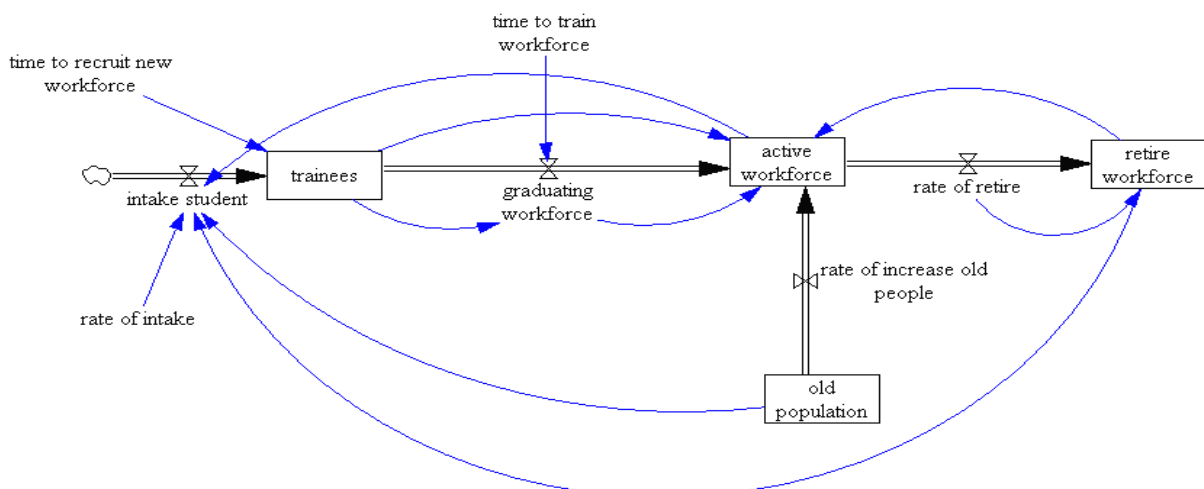 time to train
workforce
time to recruit new
workforce
trainees
active
workforce
retire
workforce
intake student
graduating
workforce
rate of retire
rate of increase old
people
rate of intake
old
population